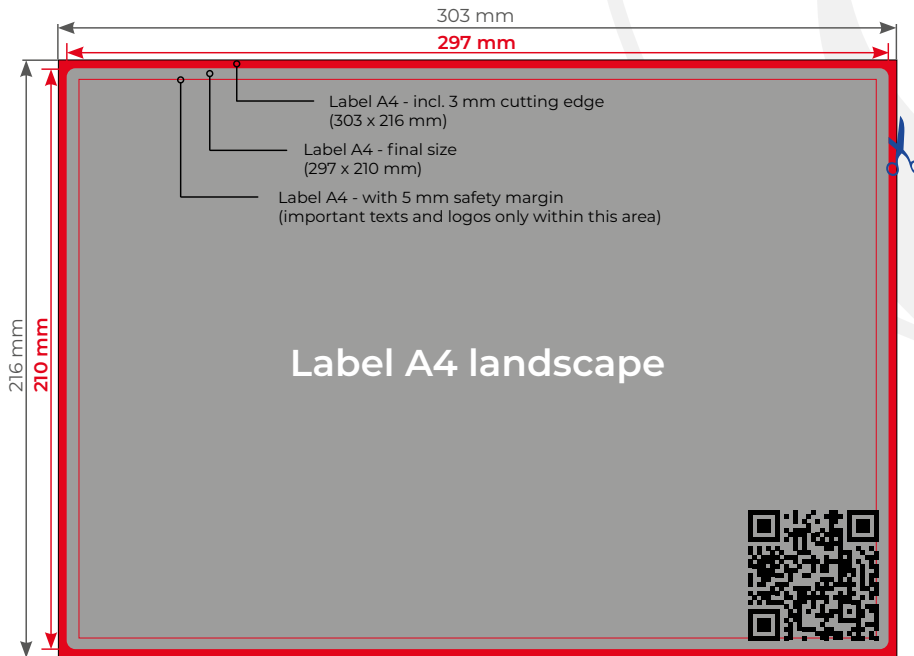 303 mm
297 mm
Label A4 - incl. 3 mm cutting edge
(303 x 216 mm)
Label A4 - final size
(297 x 210 mm)
Label A4 - with 5 mm safety margin
(important texts and logos only within this area)
216 mm
210 mm
Label A4 landscape